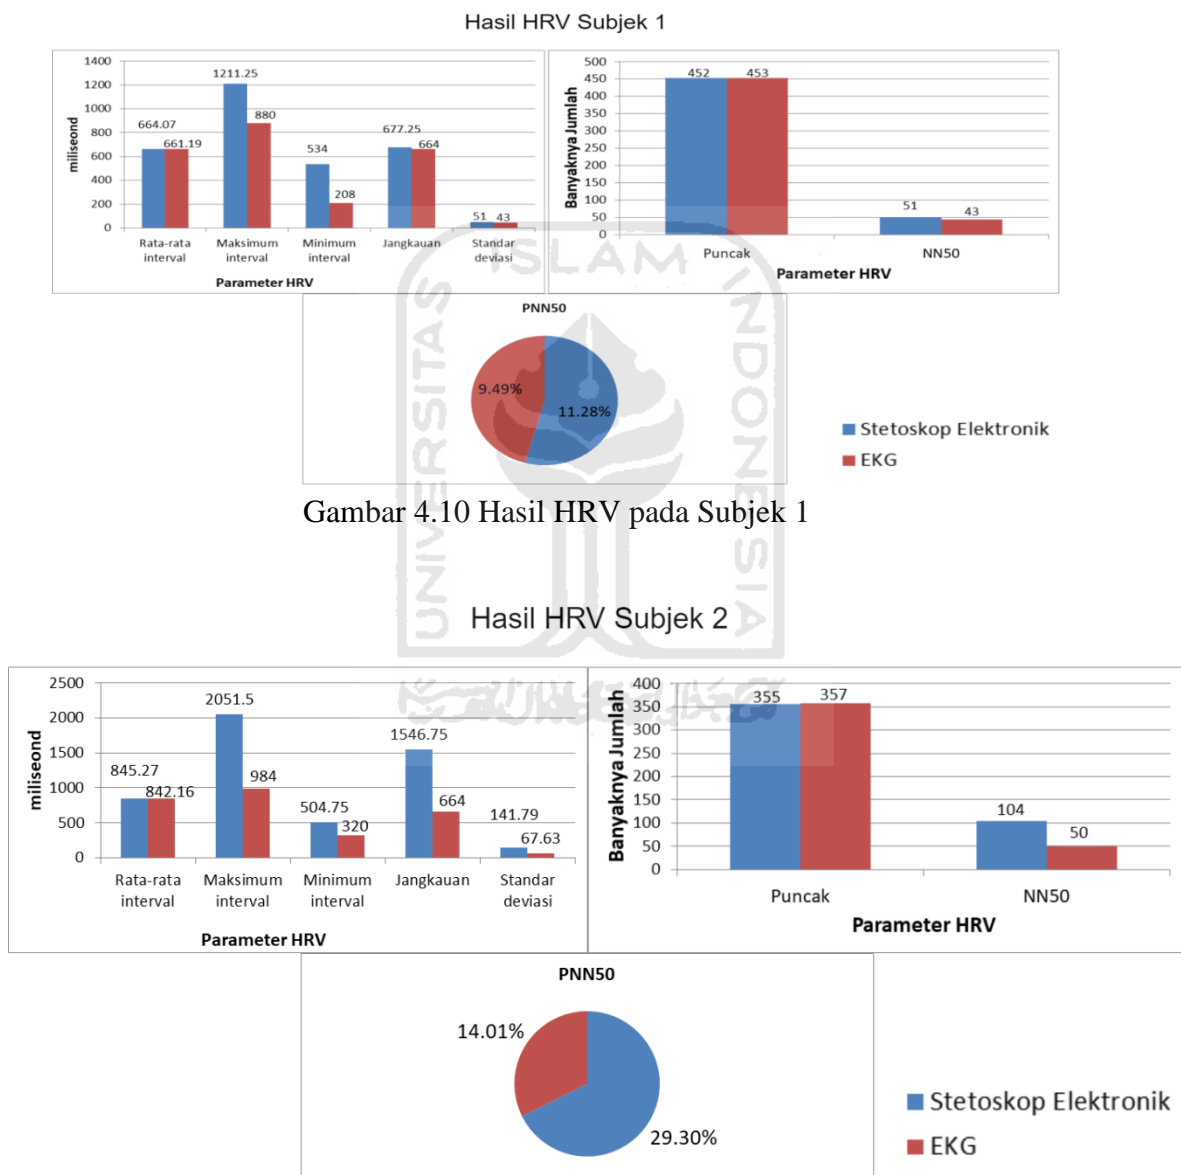 Hasil HRV Subjek 1
1400
1200
1000
800
600
400
200
0
miliseond
664.07
661.19
1211.25
880
534
208
677.25
664
51 43
Rata-rata interval
Maksimum interval
Minimum interval
Jangkauan
Standar deviasi
Parameter HRV
500
450
400
350
300
250
200
150
100
50
0
Banyaknya Jumlah
452
453
51
43
Puncak
NN50
Parameter HRV
PNN50
9.49%
11.28%
Stetoskop Elektronik
EKG
Gambar 4.10 Hasil HRV pada Subjek 1
UNIVERSITAS
ISLAM
INDONESIA
Hasil HRV Subjek 2
2500
2000
1500
1000
500
0
miliseond
845.27
842.16
2051.5
984
504.75
320
1546.75
664
141.79
67.63
Rata-rata interval
Maksimum interval
Minimum interval
Jangkauan
Standar deviasi
Parameter HRV
400
350
300
250
200
150
100
50
0
Banyaknya Jumlah
355
357
104
50
Puncak
NN50
Parameter HRV
PNN50
14.01%
29.30%
Stetoskop Elektronik
EKG